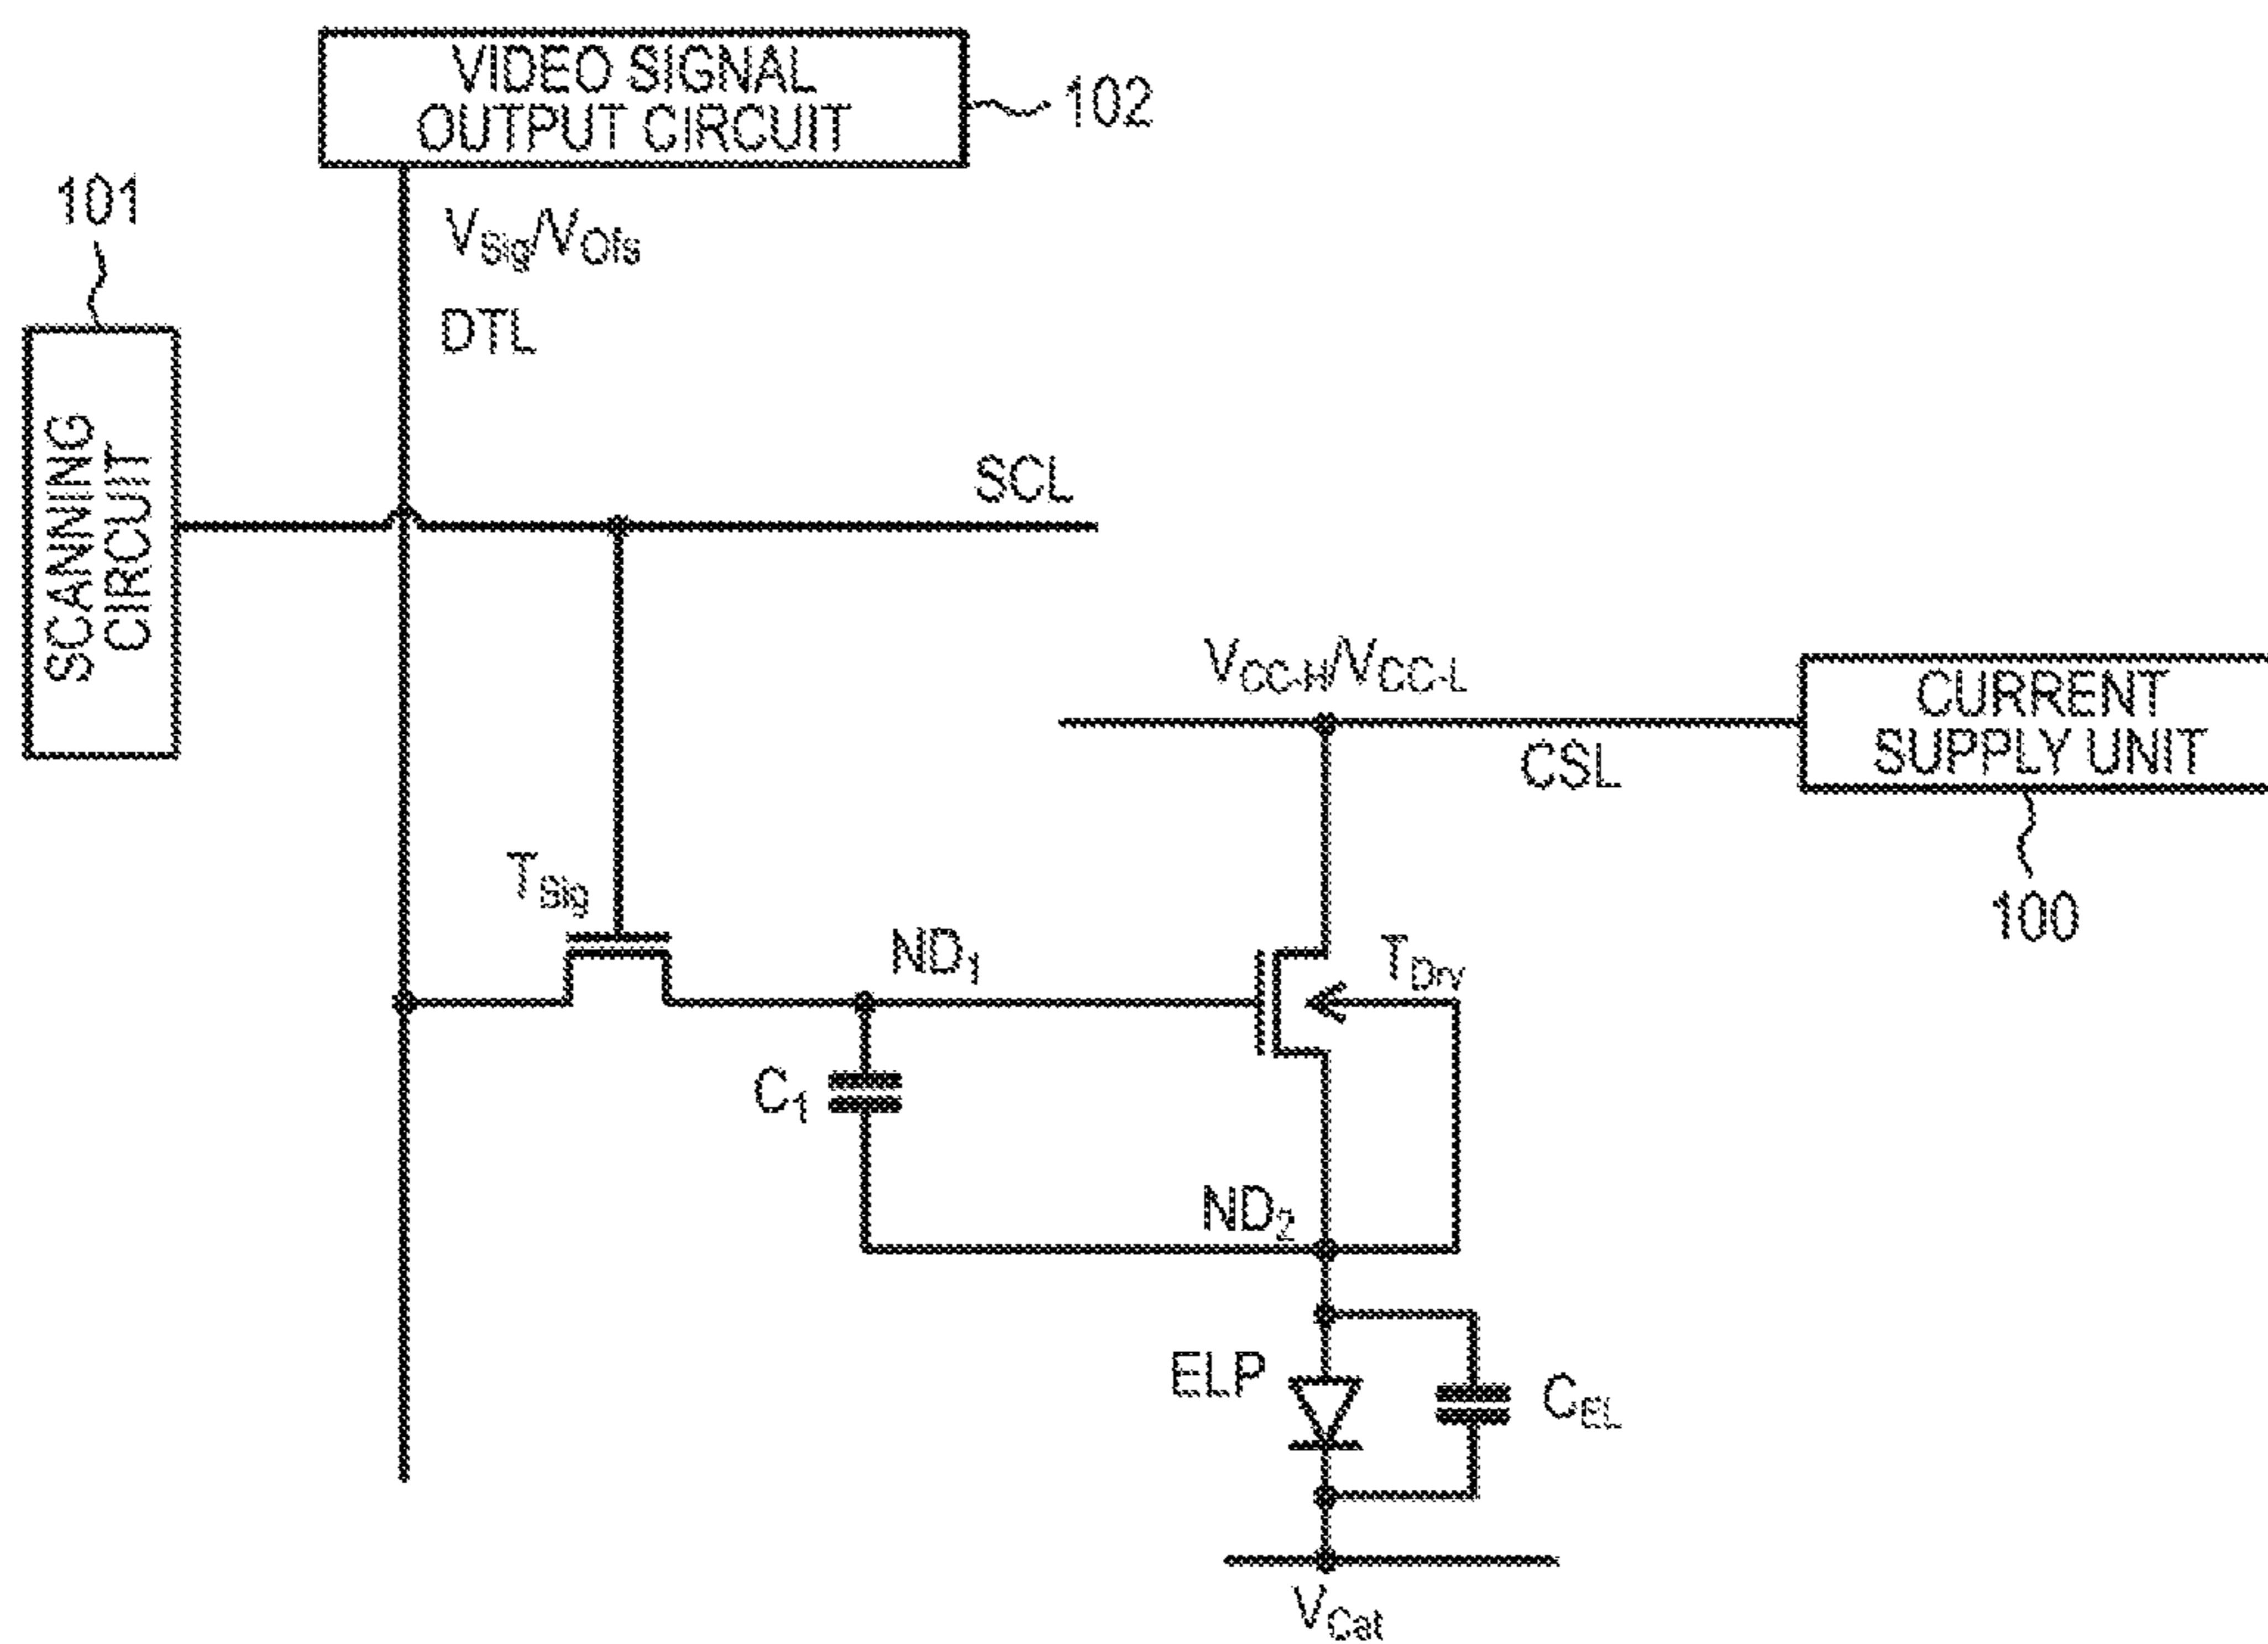 VIDEO SIGNAL
OUTPUT CIRCUIT
102
101
VSig/VOfs
DTL
SCANNING
CIRCUIT
SCL
VCC-H/VCC-L
CURRENT
SUPPLY UNIT
CSL
100
TSig
ND1
TDrv
C1
ND2
ELP
CEL
VCat